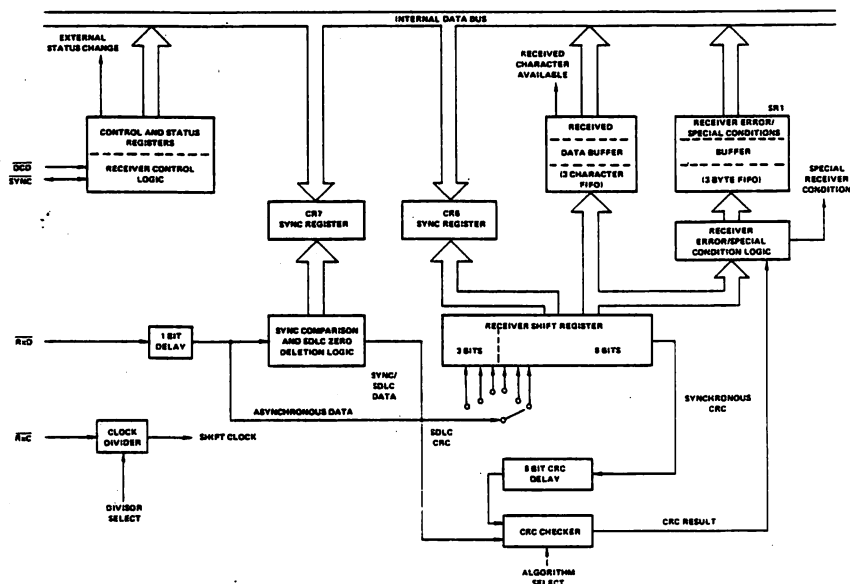 INTERNAL DATA BUS
EXTERNAL
STATUS CHANGE
RECEIVED
CHARACTER
AVAILABLE
SR1
CONTROL AND STATUS
REGISTERS
RECEIVER CONTROL
LOGIC
RECEIVED
DATA BUFFER
(3 CHARACTER FIFO)
RECEIVER ERROR/
SPECIAL CONDITIONS
BUFFER
(3 BYTE FIFO)
DCD
SYNC
SPECIAL
RECEIVER
CONDITION
CR7
SYNC REGISTER
CR6
SYNC REGISTER
RECEIVER
ERROR/SPECIAL
CONDITION LOGIC
RxD
1 BIT
DELAY
SYNC COMPARISON
AND SDLC ZERO
DELETION LOGIC
RECEIVER SHIFT REGISTER
3 BITS
8 BITS
SYNC/
SDLC
DATA
ASYNCHRONOUS DATA
SYNCHRONOUS
CRC
RxC
CLOCK
DIVIDER
SHIFT CLOCK
SDLC
CRC
DIVISOR
SELECT
8 BIT CRC
DELAY
CRC CHECKER
CRC RESULT
ALGORITHM
SELECT